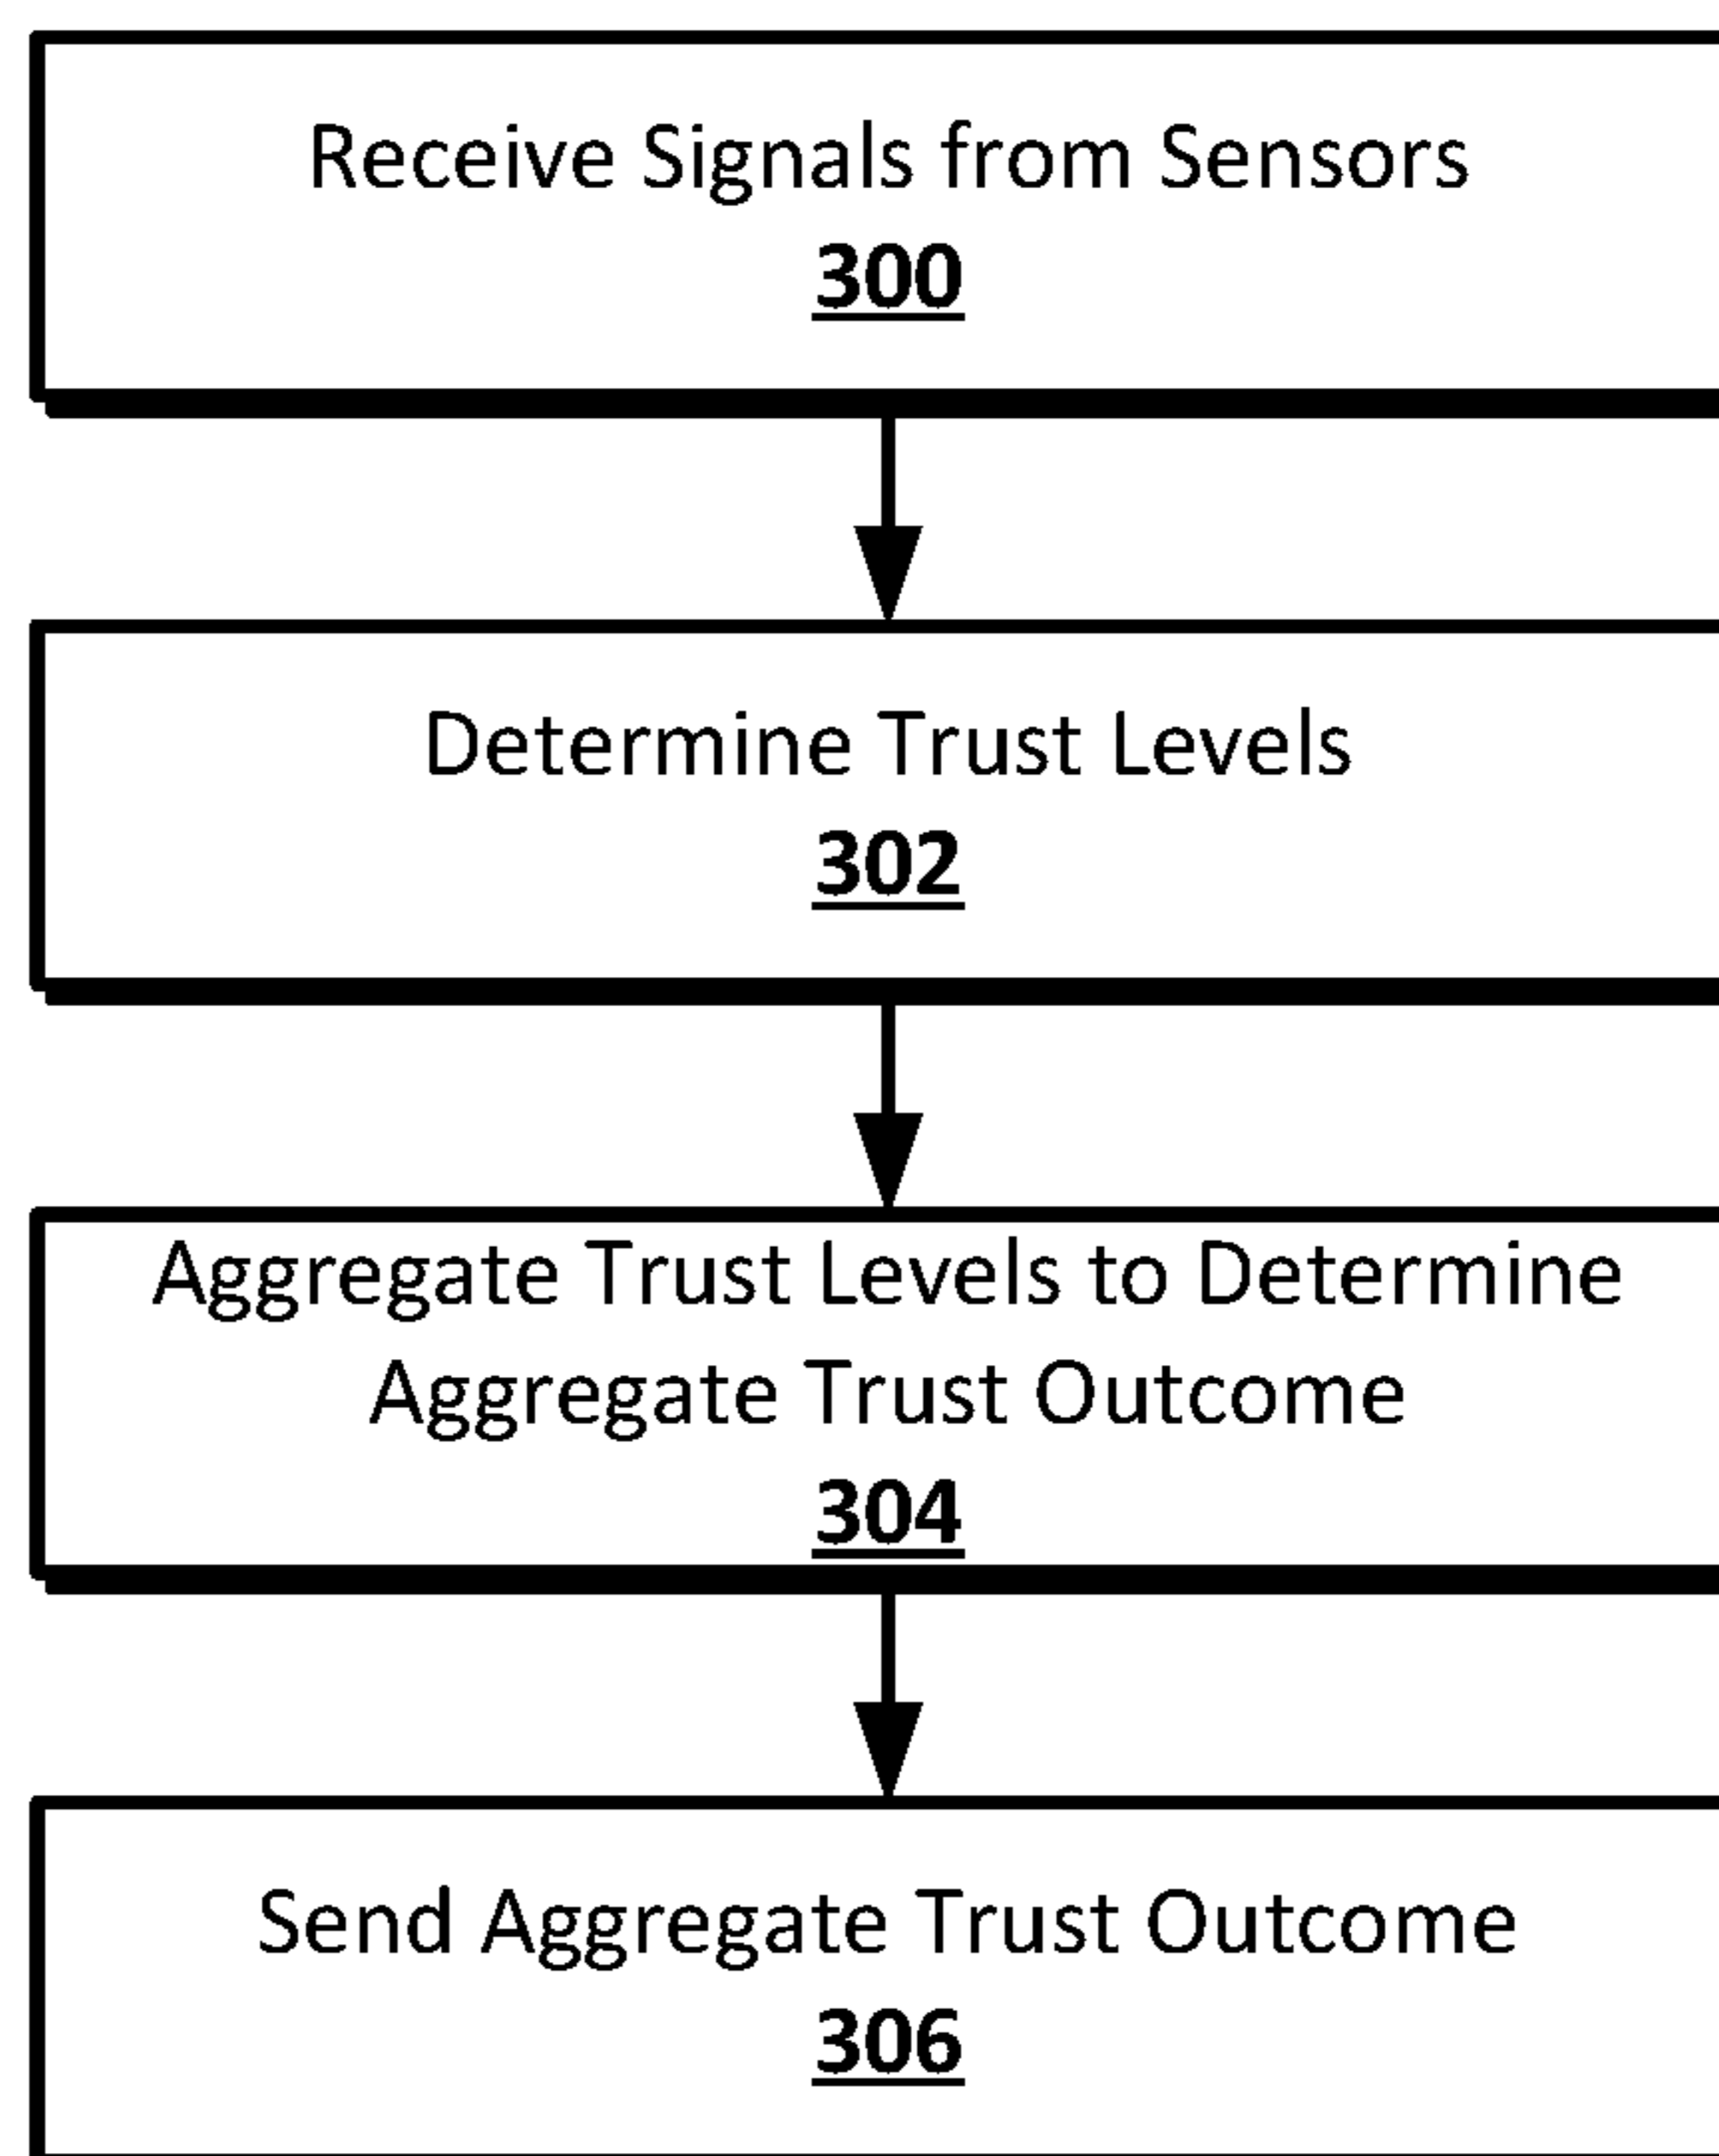 Receive Signals from Sensors
300
Determine Trust Levels
302
Aggregate Trust Levels to Determine
Aggregate Trust Outcome
304
Send Aggregate Trust Outcome
306